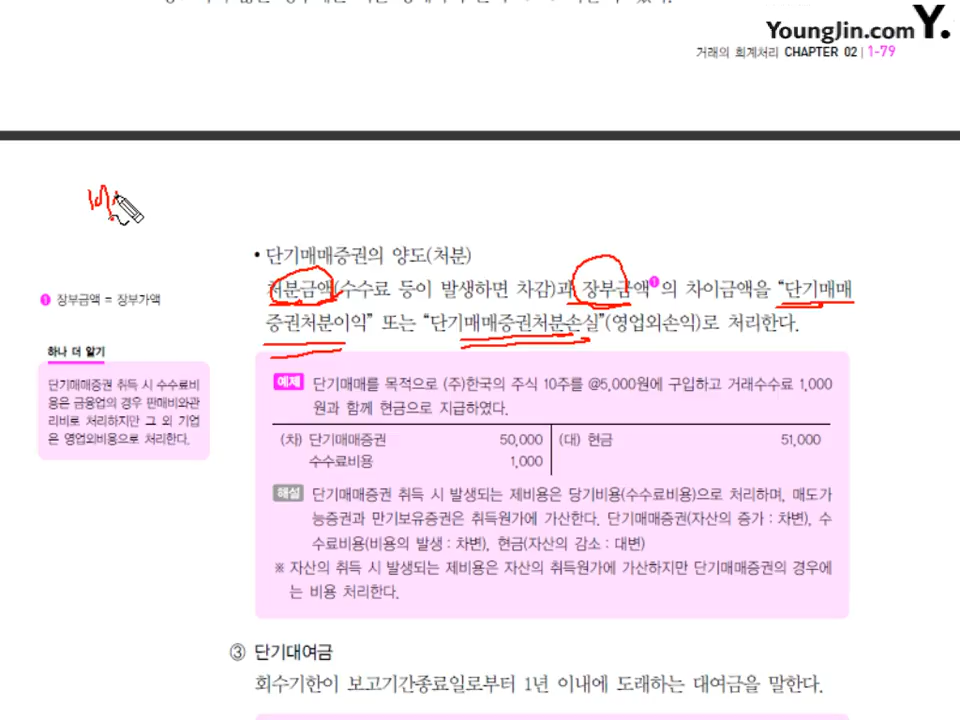 YoungJin.com Y.
거래의 회계처리 CHAPTER 02 | 1-79
• 단기매매증권의 양도(처분)
처분금액(수수료 등이 발생하면 차감)과 장부금액❶의 차이금액을 “단기매매
증권처분이익” 또는 “단기매매증권처분손실”(영업외손익)로 처리한다.
❶ 장부금액 = 장부가액
하나 더 알기
단기매매증권 취득 시 수수료비
용은 금융업의 경우 판매비와관
리비로 처리하지만 그 외 기업
은 영업외비용으로 처리한다.
예제 단기매매를 목적으로 (주)한국의 주식 10주를 @5,000원에 구입하고 거래수수료 1,000
원과 함께 현금으로 지급하였다.
(차) 단기매매증권 50,000 (대) 현금 51,000
수수료비용 1,000
해설 단기매매증권 취득 시 발생되는 제비용은 당기비용(수수료비용)으로 처리하며, 매도가
능증권과 만기보유증권은 취득원가에 가산한다. 단기매매증권(자산의 증가 : 차변), 수
수료비용(비용의 발생 : 차변), 현금(자산의 감소 : 대변)
※ 자산의 취득 시 발생되는 제비용은 자산의 취득원가에 가산하지만 단기매매증권의 경우에
는 비용 처리한다.
③ 단기대여금
회수기한이 보고기간종료일로부터 1년 이내에 도래하는 대여금을 말한다.